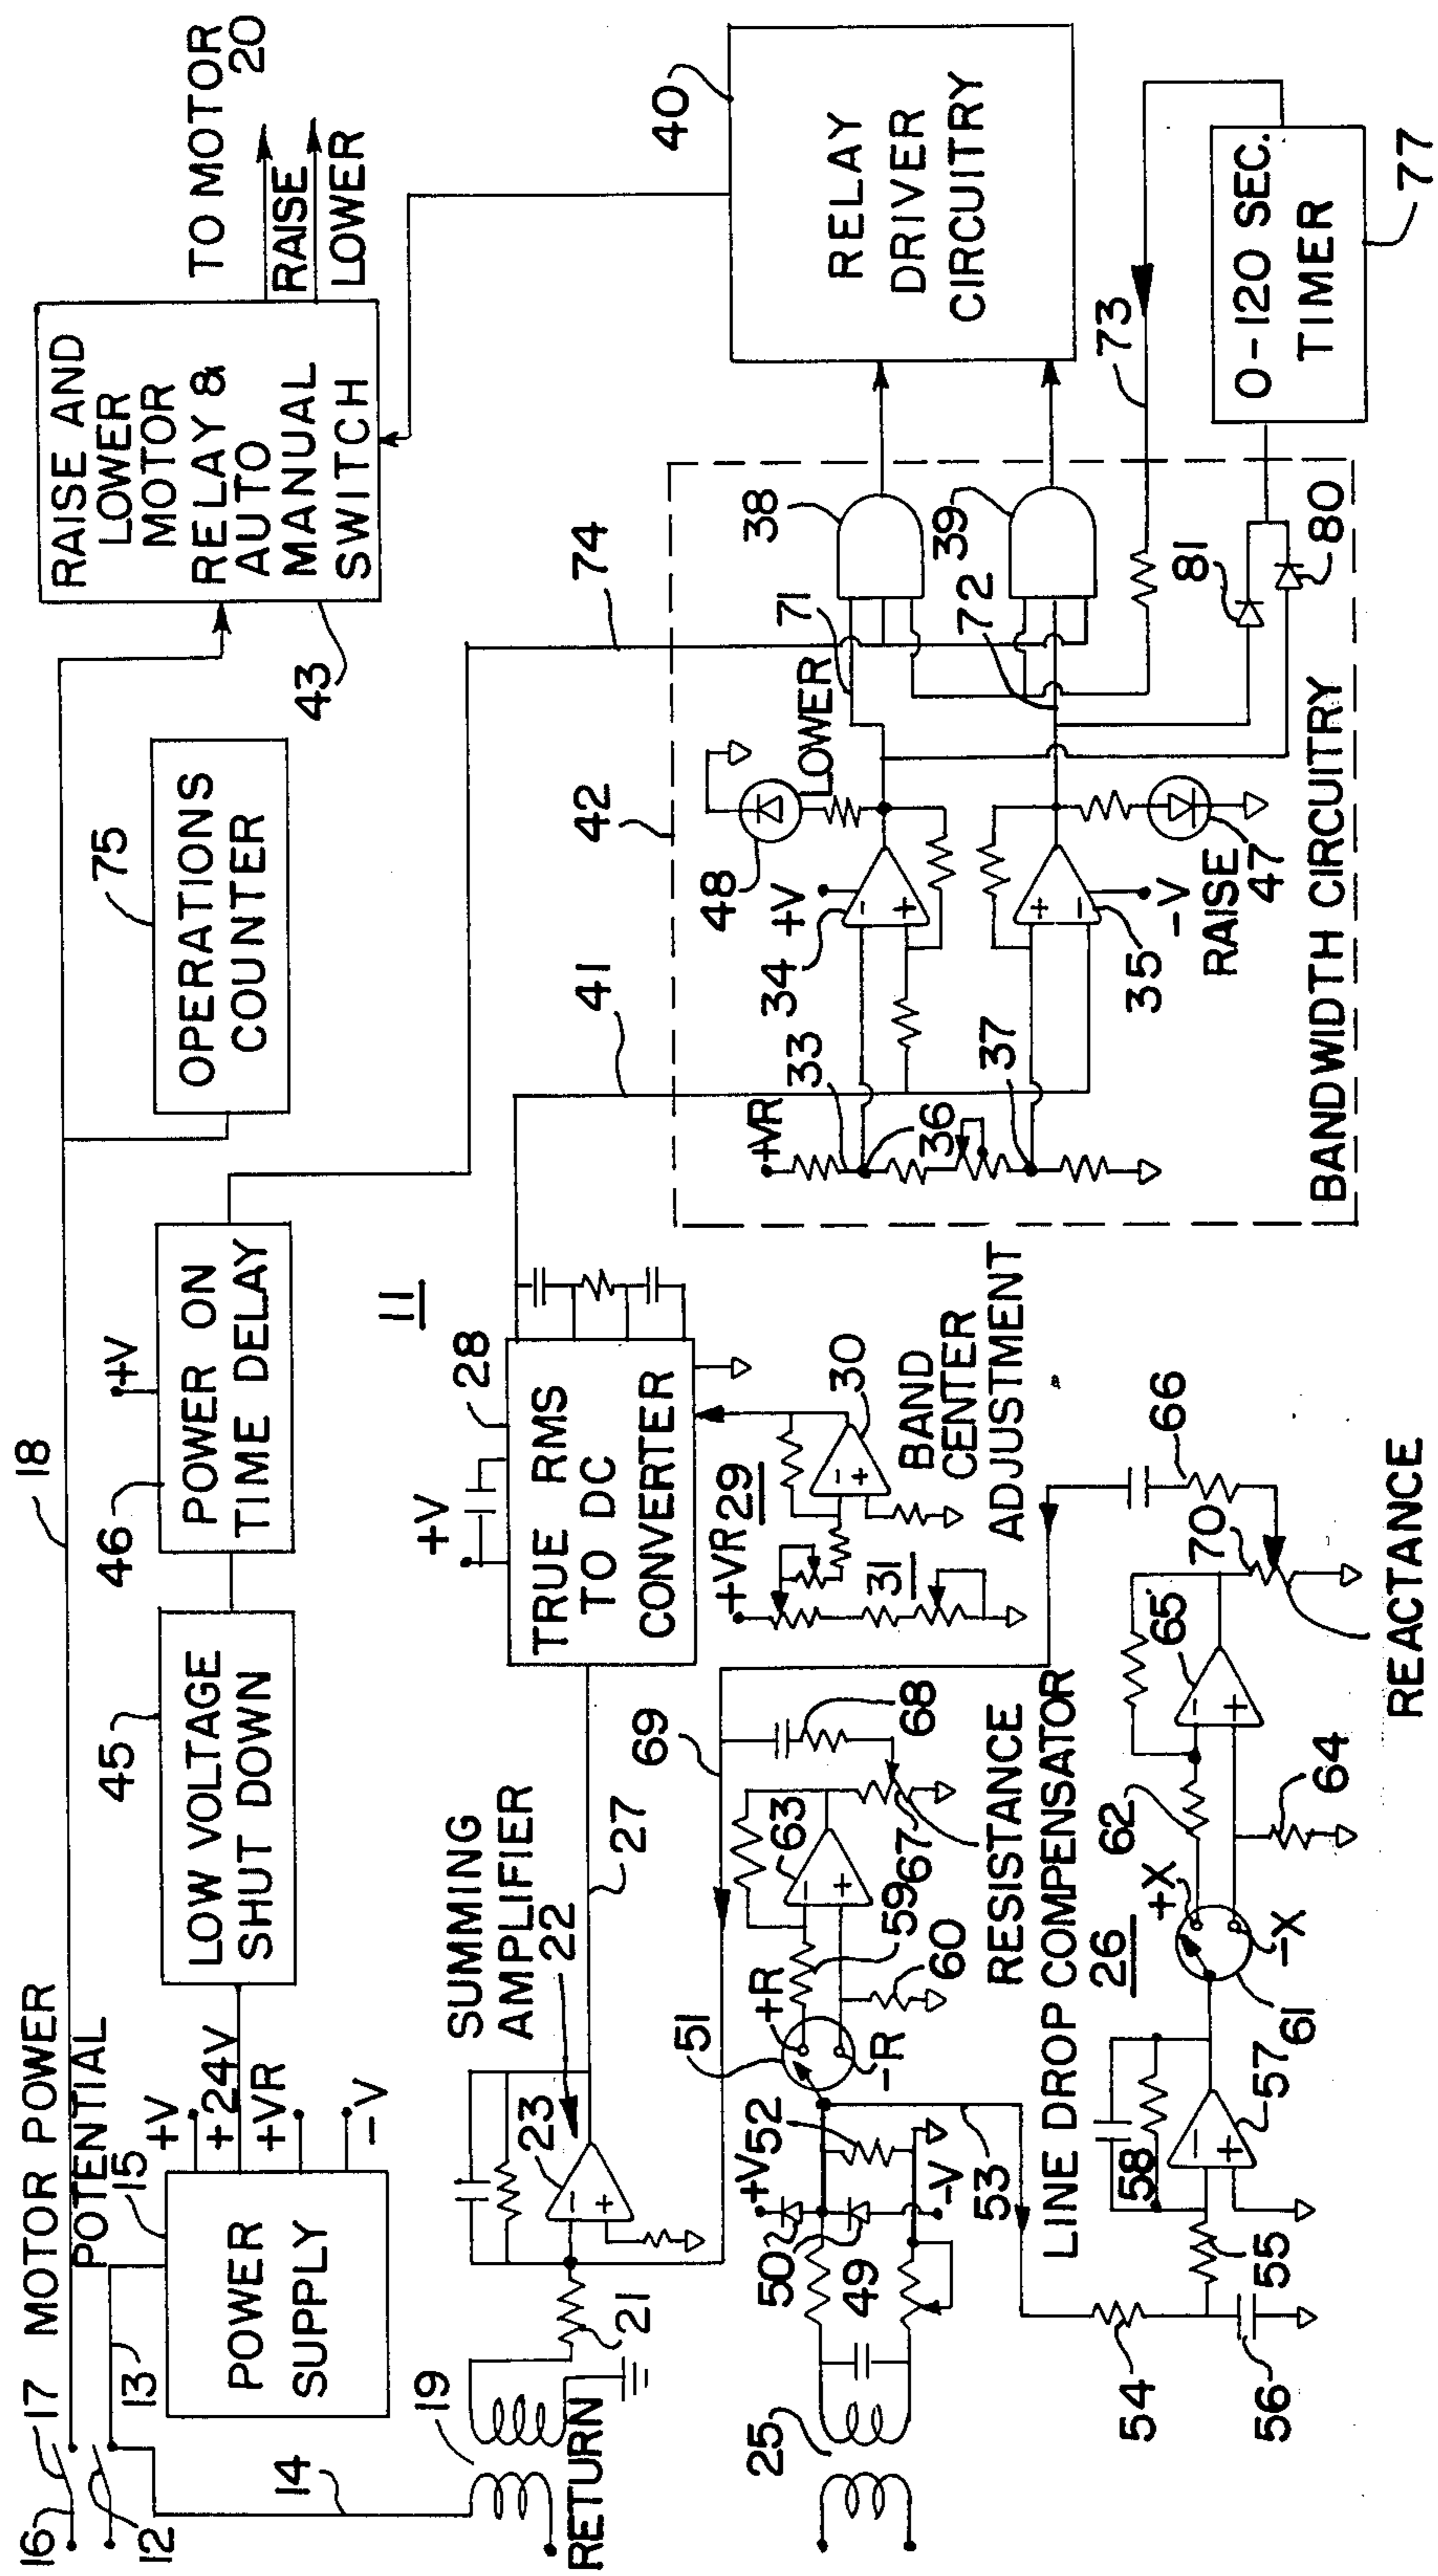 16
17
MOTOR POWER
18
12
13
POTENTIAL
15
POWER
SUPPLY
+V
+24V
+VR
-V
45
LOW VOLTAGE
SHUT DOWN
46
POWER ON
TIME DELAY
+V
75
OPERATIONS
COUNTER
43
RAISE AND
LOWER
MOTOR
RELAY &
AUTO
MANUAL
SWITCH
TO MOTOR
20
RAISE
LOWER
14
19
RETURN
21
SUMMING
AMPLIFIER
22
23
-
+
27
11
28
+V
TRUE RMS
TO DC
CONVERTER
41
74
42
+VR
29
30
-
+
31
BAND
CENTER
ADJUSTMENT
+VR
33
36
37
34
+V
-
+
48
LOWER
35
+
-
-V
RAISE
47
71
72
38
39
73
81
80
BANDWIDTH CIRCUITRY
40
RELAY
DRIVER
CIRCUITRY
0-120 SEC.
TIMER
77
25
50
+V
52
49
-V
53
51
+R
-R
59
60
63
-
+
67
68
69
RESISTANCE
LINE DROP COMPENSATOR
26
54
55
56
57
-
+
58
61
+X
-X
62
64
65
-
+
66
70
REACTANCE